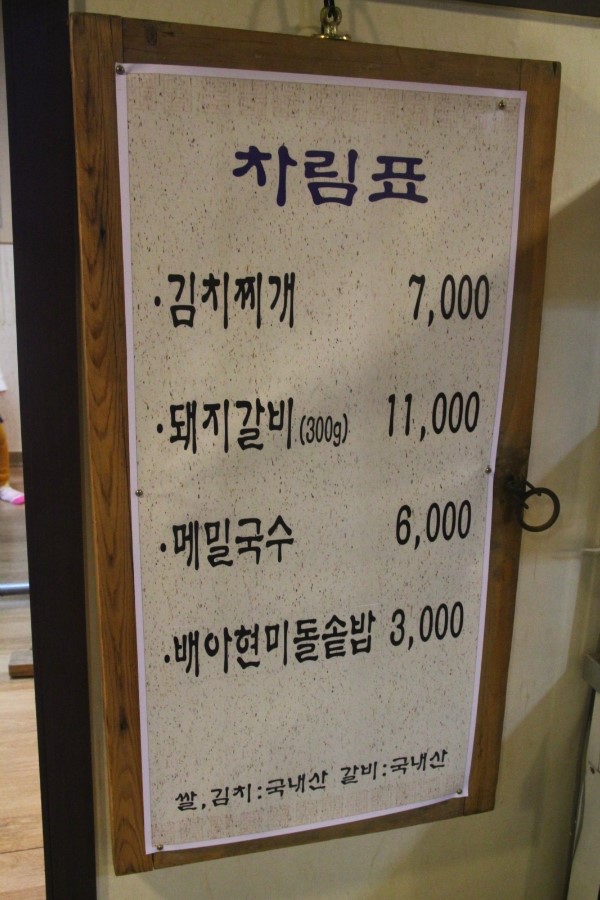 차림표
·김치찌개 7,000
·돼지갈비(300g) 11,000
·메밀국수 6,000
·배아현미돌솥밥 3,000
쌀,김치:국내산 갈비:국내산